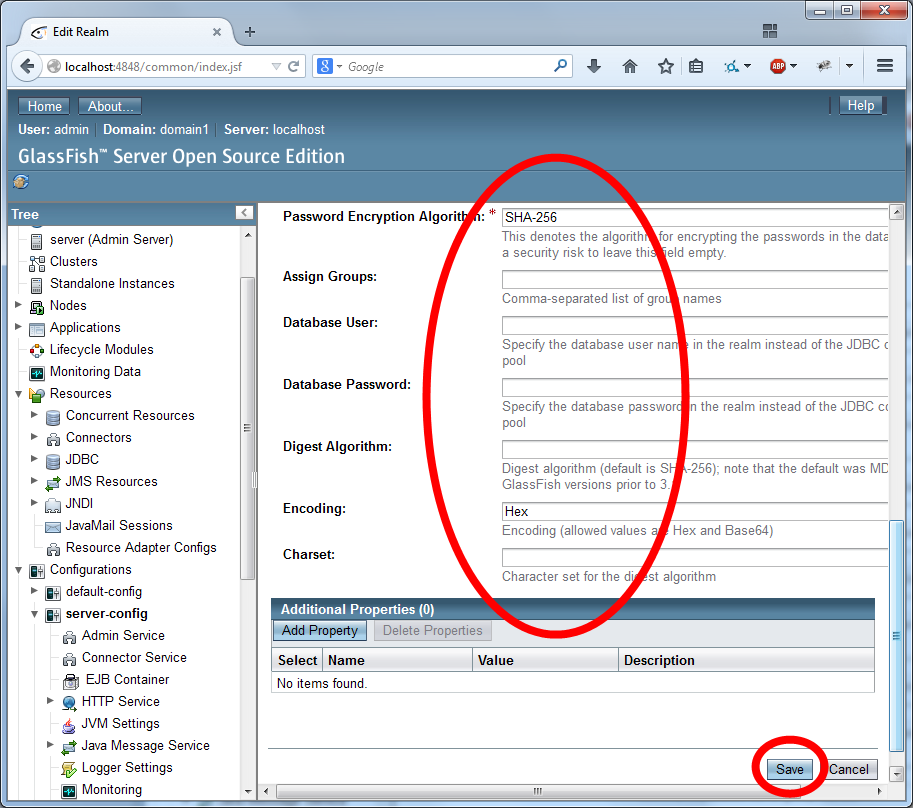 Edit Realm
localhost:4848/common/index.jsf
8
Google
ABP
Home
About...
Help
User: admin
Domain: domain1
Server: localhost
GlassFish™ Server Open Source Edition
Tree
server (Admin Server)
Clusters
Standalone Instances
Nodes
Applications
Lifecycle Modules
Monitoring Data
Resources
Concurrent Resources
Connectors
JDBC
JMS Resources
JNDI
JavaMail Sessions
Resource Adapter Configs
Configurations
default-config
server-config
Admin Service
Connector Service
EJB Container
HTTP Service
JVM Settings
Java Message Service
Logger Settings
Monitoring
Password Encryption Algorithm: * SHA-256
This denotes the algorithm for encrypting the passwords in the data
a security risk to leave this field empty.
Assign Groups:
Comma-separated list of group names
Database User:
Specify the database user name in the realm instead of the JDBC c
pool
Database Password:
Specify the database password in the realm instead of the JDBC co
pool
Digest Algorithm:
Digest algorithm (default is SHA-256); note that the default was MD
GlassFish versions prior to 3.
Encoding: Hex
Encoding (allowed values are Hex and Base64)
Charset:
Character set for the digest algorithm
Additional Properties (0)
Add Property
Delete Properties
Select Name Value Description
No items found.
Save
Cancel